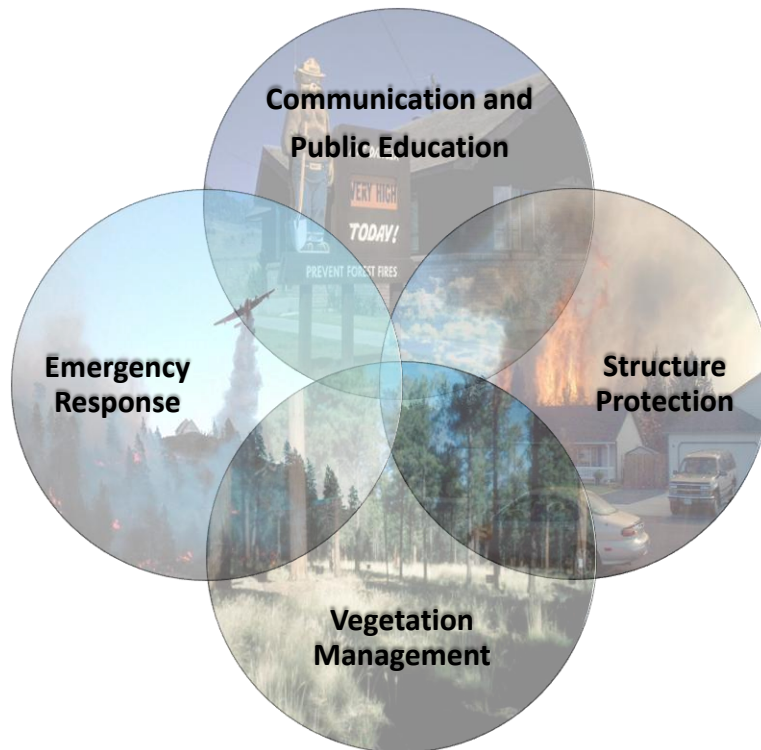 Communication and
Public Education
VERY HIGH
TODAY!
PREVENT FOREST FIRES
Emergency
Response
Structure
Protection
Vegetation
Management